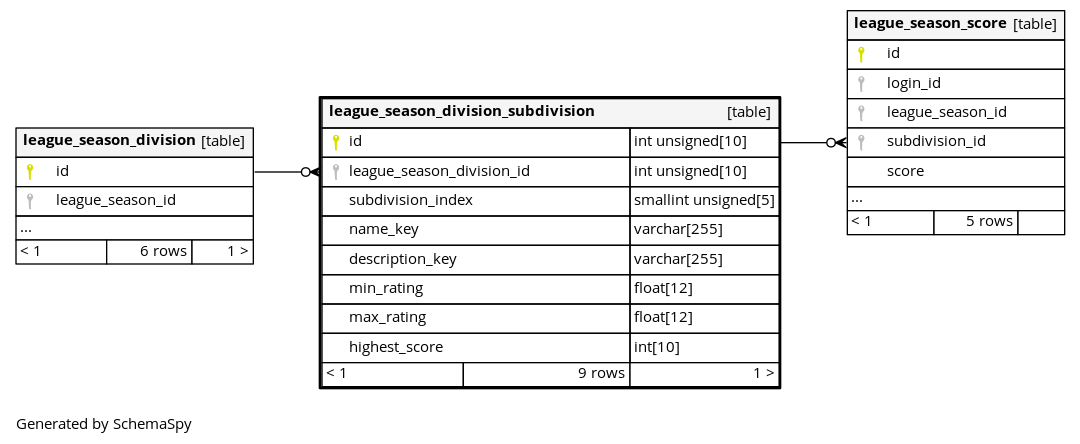 league_season_division [table]
id
league_season_id
...
< 1 6 rows 1 >
league_season_division_subdivision [table]
id int unsigned[10]
league_season_division_id int unsigned[10]
subdivision_index smallint unsigned[5]
name_key varchar[255]
description_key varchar[255]
min_rating float[12]
max_rating float[12]
highest_score int[10]
< 1 9 rows 1 >
league_season_score [table]
id
login_id
league_season_id
subdivision_id
score
...
< 1 5 rows
Generated by SchemaSpy